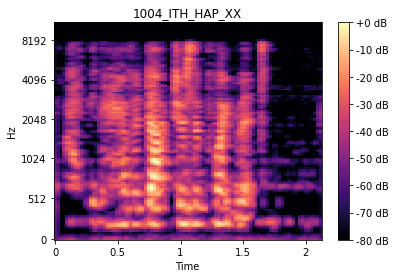 1004_ITH_HAP_XX
Hz
8192
4096
2048
1024
512
0
0
0.5
1
1.5
2
Time
+0 dB
-10 dB
-20 dB
-30 dB
-40 dB
-50 dB
-60 dB
-70 dB
-80 dB